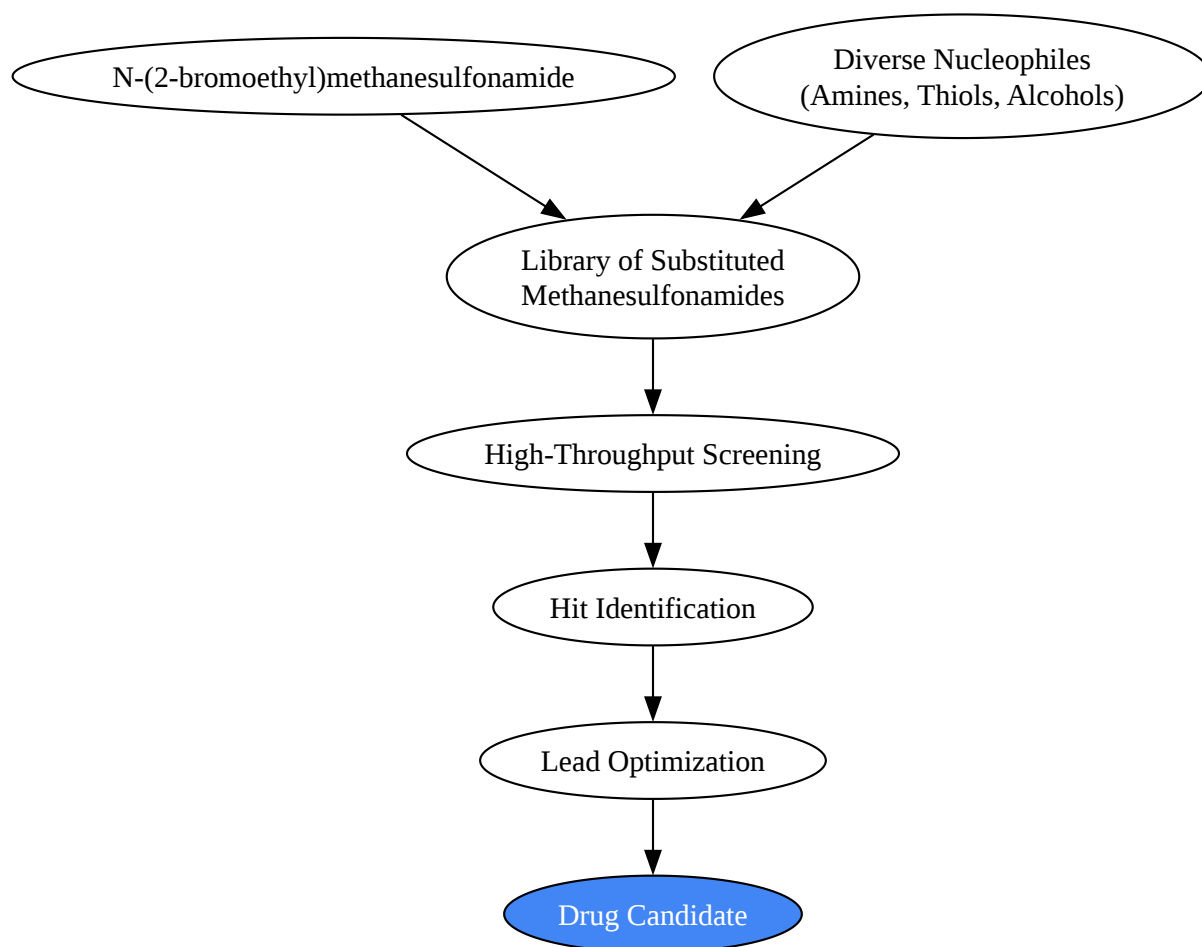 N-(2-bromoethyl)methanesulfonamide
Diverse Nucleophiles
(Amines, Thiols, Alcohols)
Library of Substituted
Methanesulfonamides
High-Throughput Screening
Hit Identification
Lead Optimization
Drug Candidate